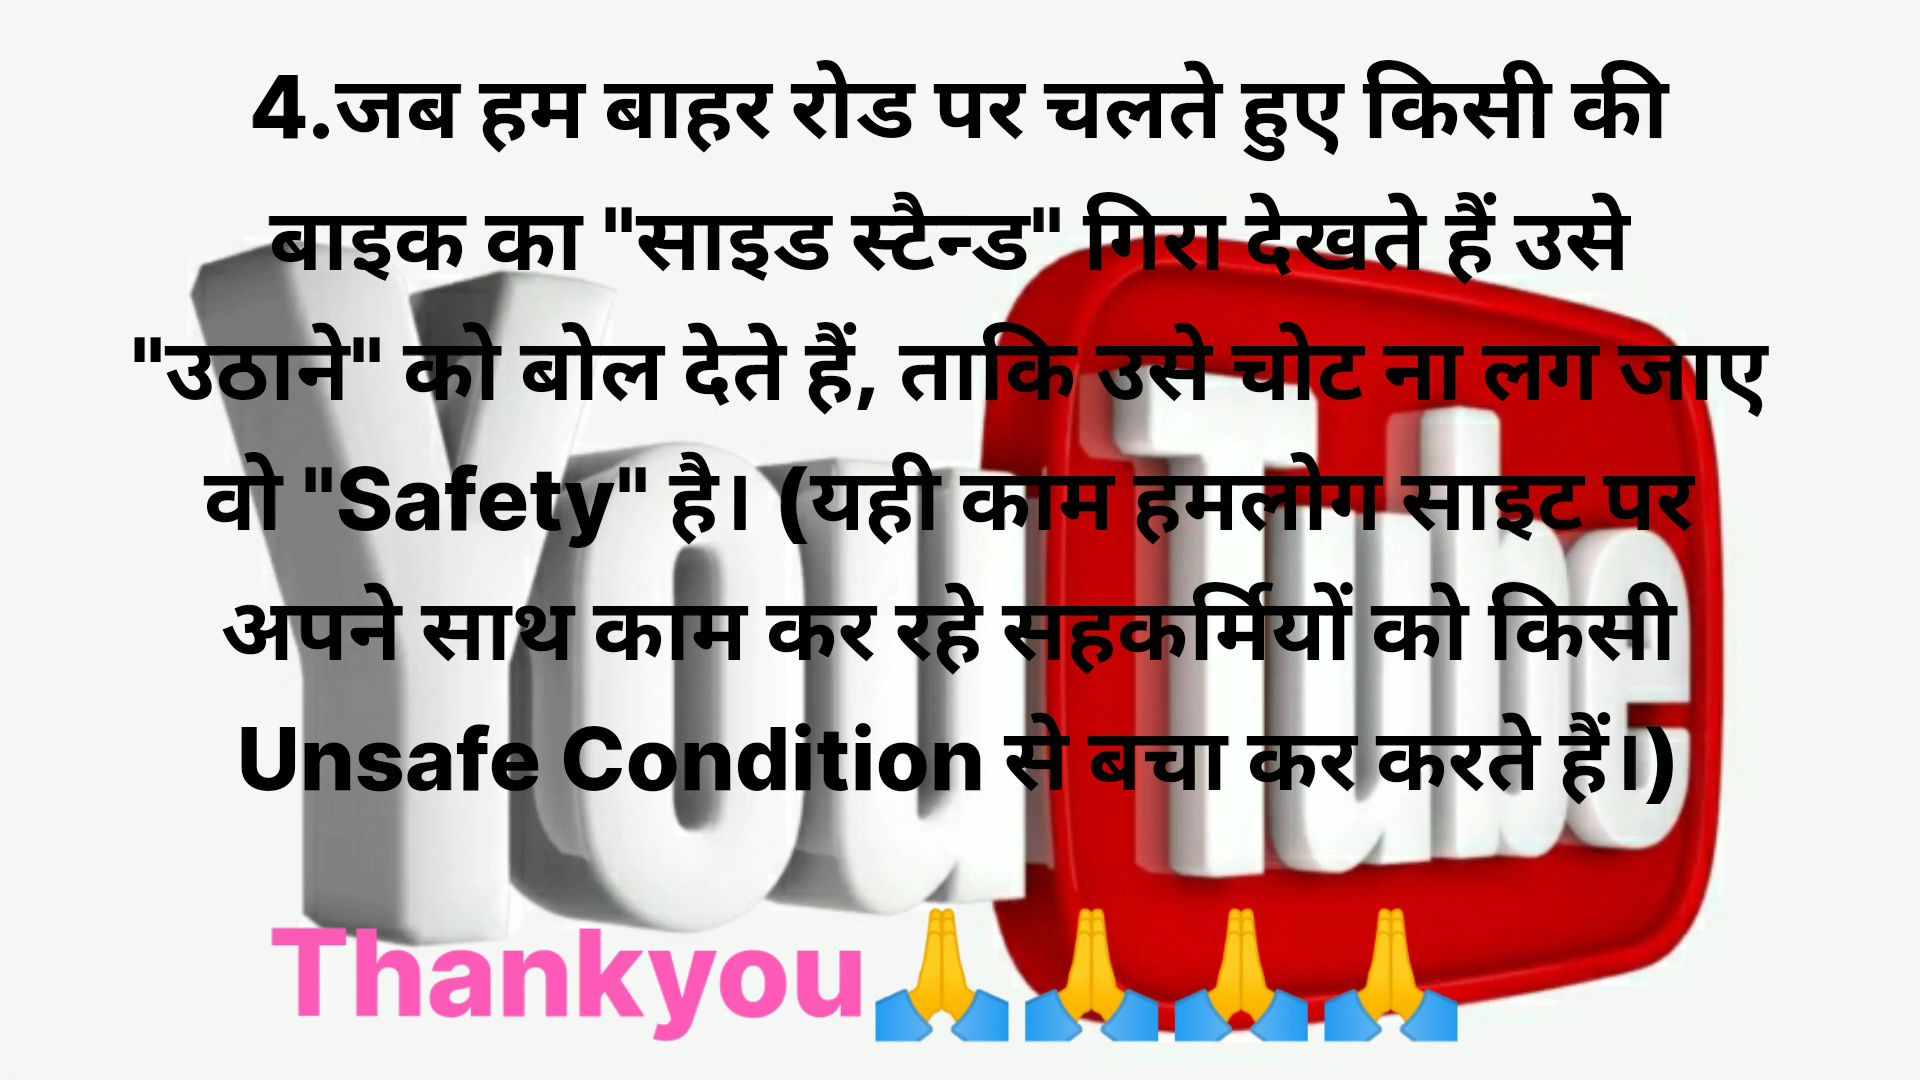 4.जब हम बाहर रोड पर चलते हुए किसी की
बाइक का "साइड स्टैन्ड" गिरा देखते हैं उसे
"उठाने" को बोल देते हैं, ताकि उसे चोट ना लग जाए
वो "Safety" है। (यही काम हमलोग साइट पर
अपने साथ काम कर रहे सहकर्मियों को किसी
Unsafe Condition से बचा कर करते हैं।)
YouTube
Thankyou🙏🙏🙏🙏